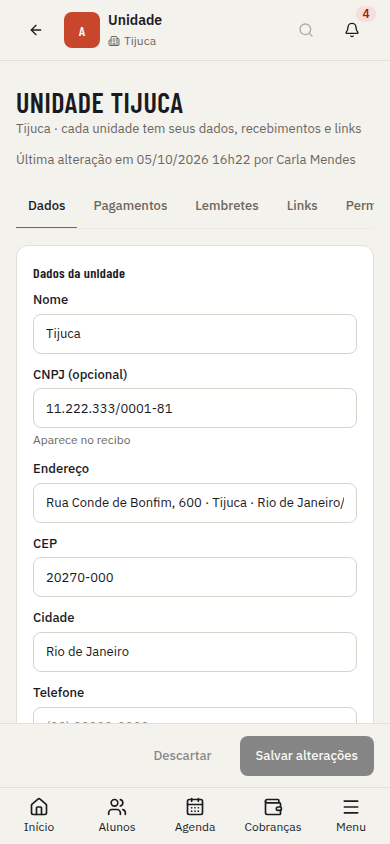 A
Unidade
Tijuca
4
UNIDADE TIJUCA
Tijuca · cada unidade tem seus dados, recebimentos e links
Última alteração em 05/10/2026 16h22 por Carla Mendes
Dados Pagamentos Lembretes Links Perm
Dados da unidade
Nome
Tijuca
CNPJ (opcional)
11.222.333/0001-81
Aparece no recibo
Endereço
Rua Conde de Bonfim, 600 · Tijuca · Rio de Janeiro/
CEP
20270-000
Cidade
Rio de Janeiro
Telefone
Descartar Salvar alterações
Início Alunos Agenda Cobranças Menu